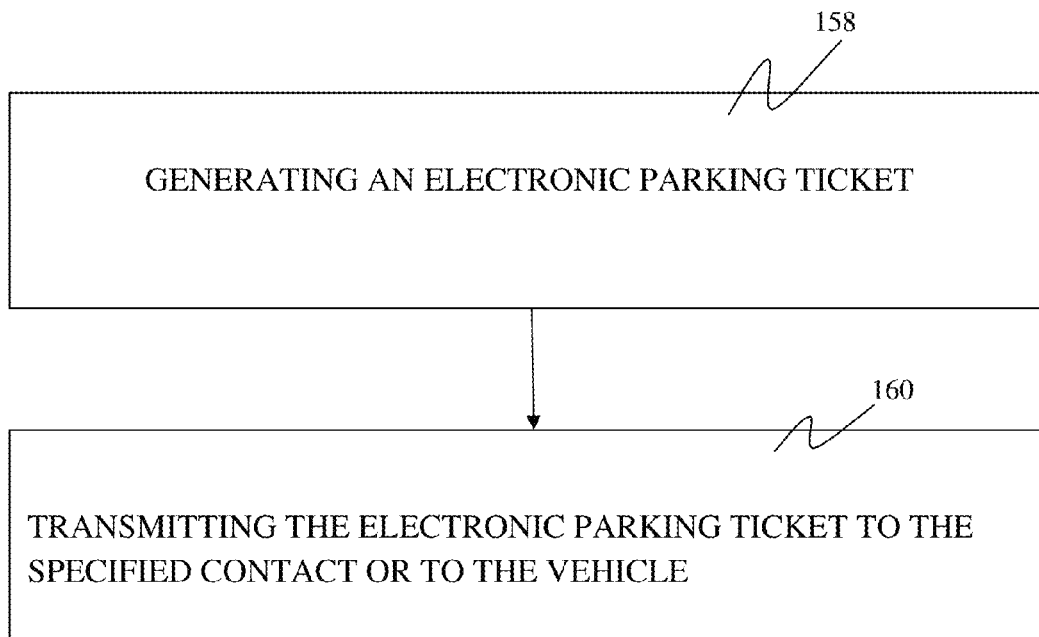 158
GENERATING AN ELECTRONIC PARKING TICKET
160
TRANSMITTING THE ELECTRONIC PARKING TICKET TO THE
SPECIFIED CONTACT OR TO THE VEHICLE